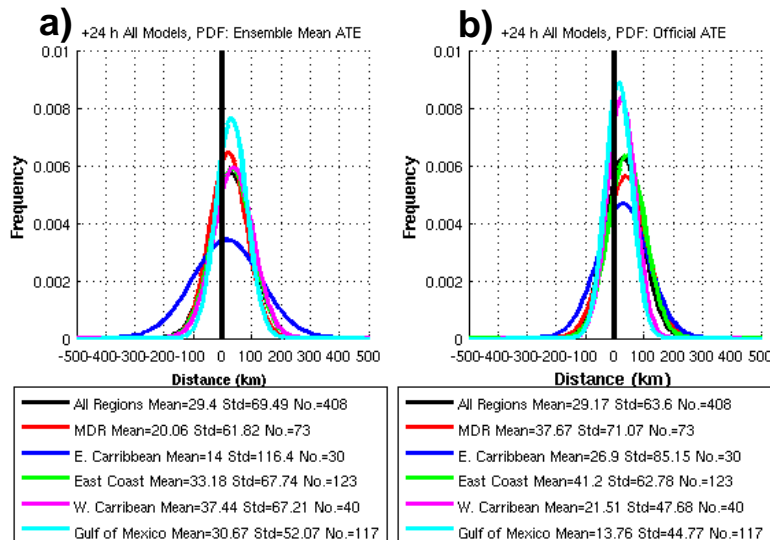 a)
+24 h All Models, PDF: Ensemble Mean ATE
0.01
0.008
0.006
0.004
0.002
0
Frequency
-500-400-300-200-100 0 100 200 300 400 500
Distance (km)
All Regions Mean=29.4 Std=69.49 No.=408
MDR Mean=20.06 Std=61.82 No.=73
E. Carribbean Mean=14 Std=116.4 No.=30
East Coast Mean=33.18 Std=67.74 No.=123
W. Carribean Mean=37.44 Std=67.21 No.=40
Gulf of Mexico Mean=30.67 Std=52.07 No.=117
b)
+24 h All Models, PDF: Official ATE
0.01
0.008
0.006
0.004
0.002
0
Frequency
-500-400-300-200-100 0 100 200 300 400 500
Distance (km)
All Regions Mean=29.17 Std=63.6 No.=408
MDR Mean=37.67 Std=71.07 No.=73
E. Carribbean Mean=26.9 Std=85.15 No.=30
East Coast Mean=41.2 Std=62.78 No.=123
W. Carribean Mean=21.51 Std=47.68 No.=40
Gulf of Mexico Mean=13.76 Std=44.77 No.=117